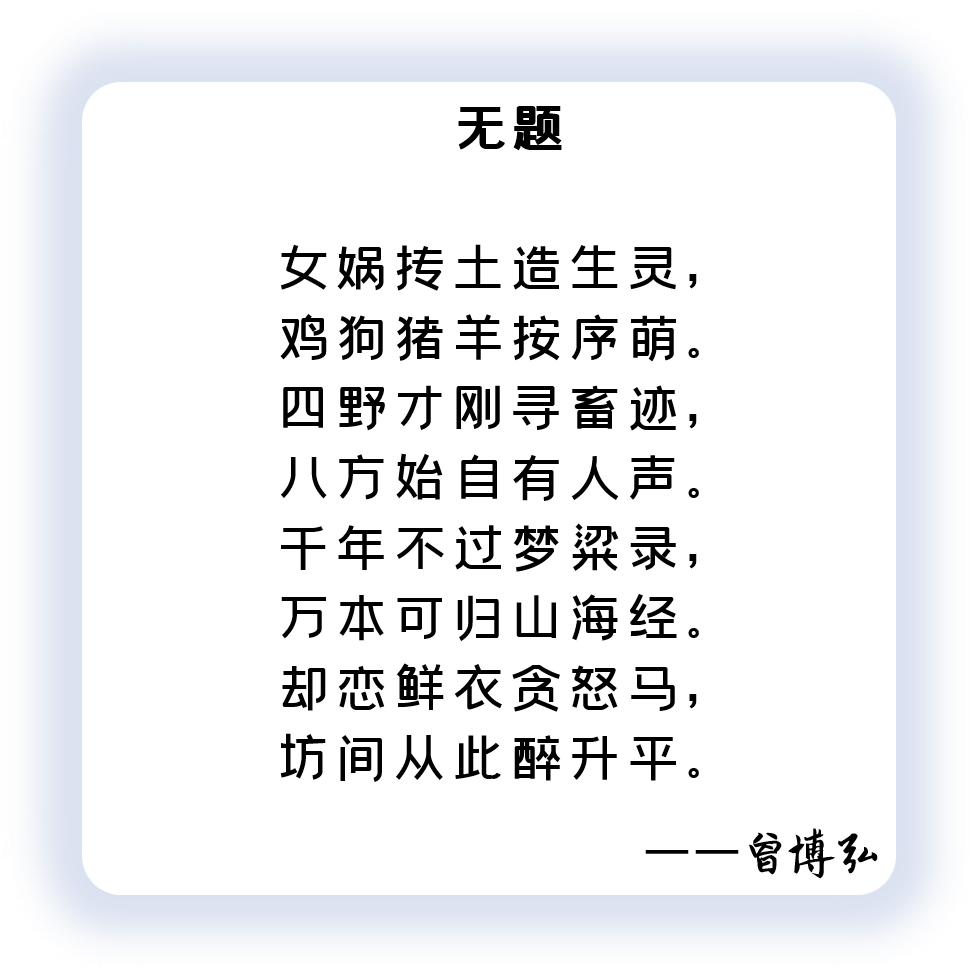 无题
女娲抟土造生灵，
鸡狗猪羊按序萌。
四野才刚寻畜迹，
八方始自有人声。
千年不过梦粱录，
万本可归山海经。
却恋鲜衣贪怒马，
坊间从此醉升平。
——曾博弘